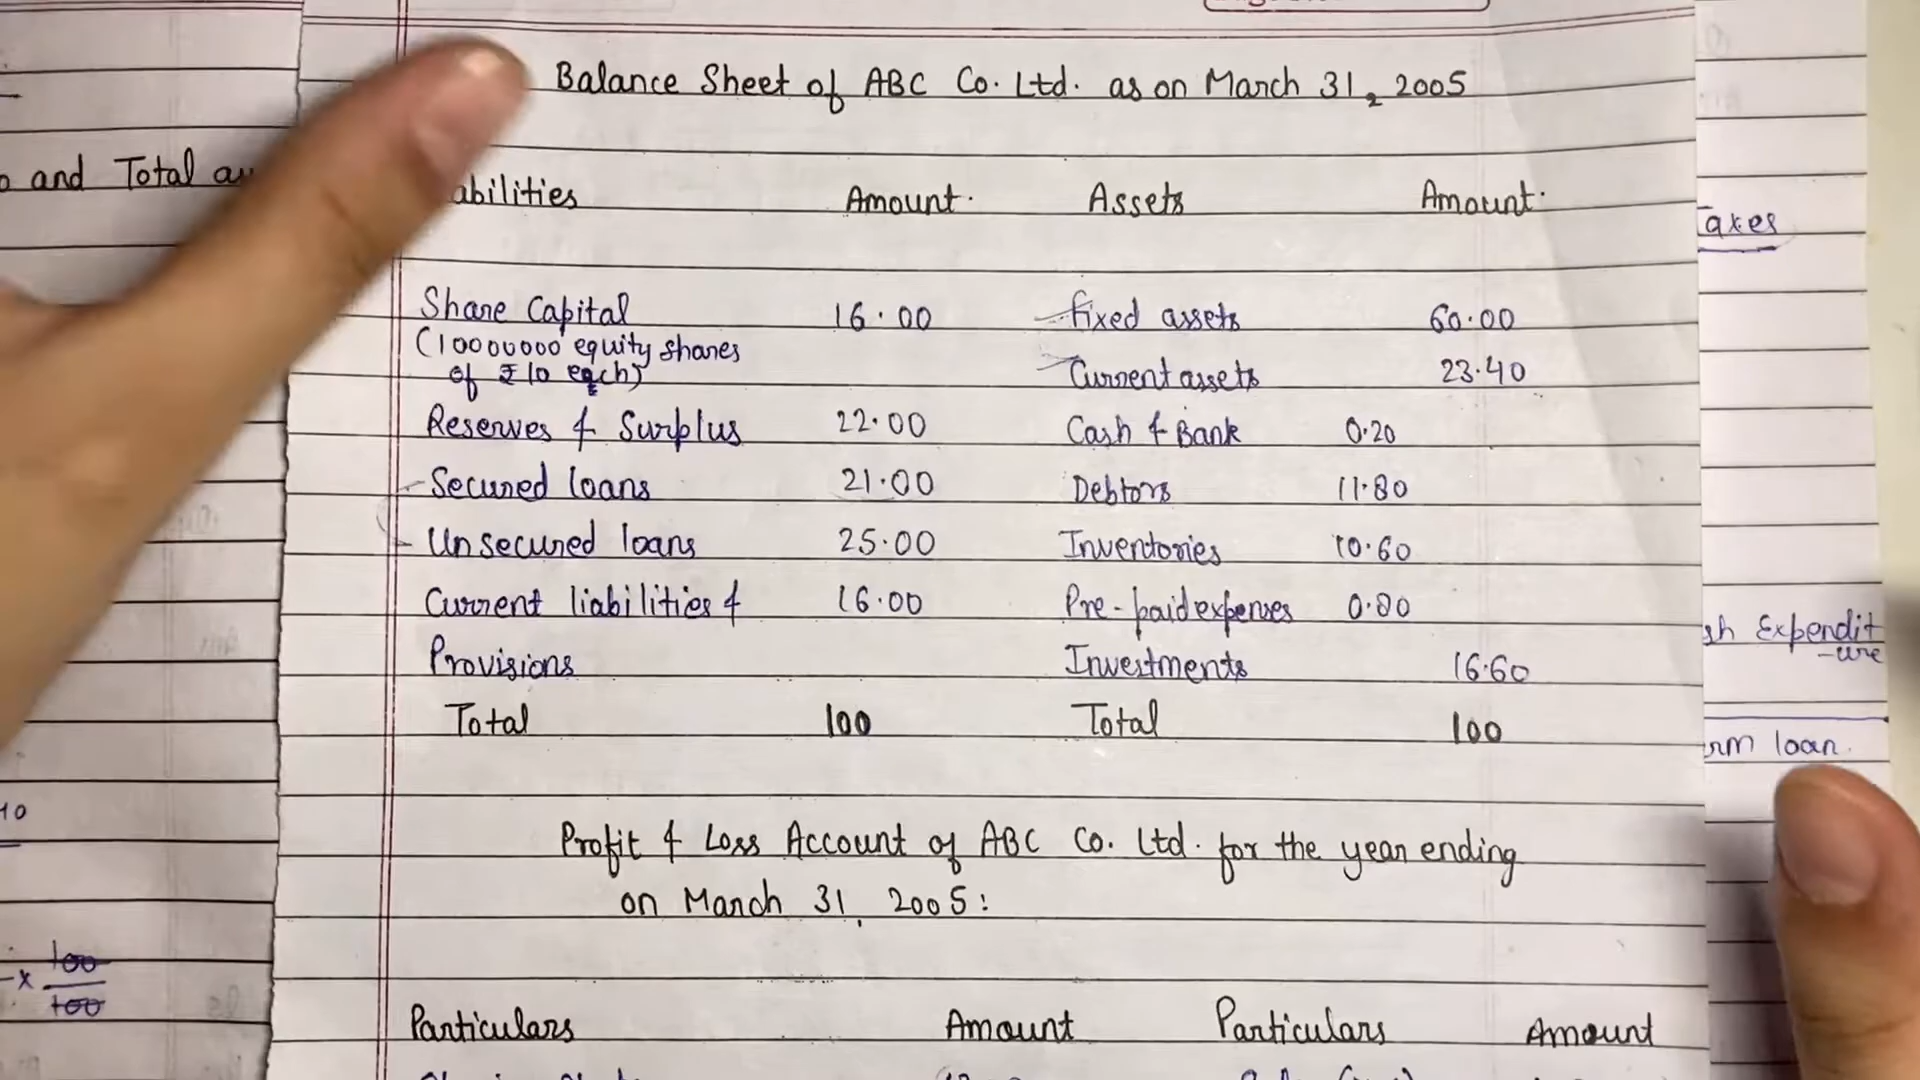 Balance Sheet of ABC Co. Ltd. as on March 31, 2005
abilities Amount. Assets Amount.
Share Capital 16.00 fixed assets 60.00
(10000000 equity shares
of ₹10 each)
Current assets 23.40
Reserves & Surplus 22.00 Cash & Bank 0.20
Secured loans 21.00 Debtors 11.80
Unsecured loans 25.00 Inventories 10.60
Current liabilities & 16.00 Pre-paid expenses 0.80
Provisions Investments 16.60
Total 100 Total 100
Profit & Loss Account of ABC Co. Ltd. for the year ending
on March 31, 2005:
Particulars Amount Particulars Amount
and Total
10
x 100
100
axes
sh Expendit
-ure
rm loan.